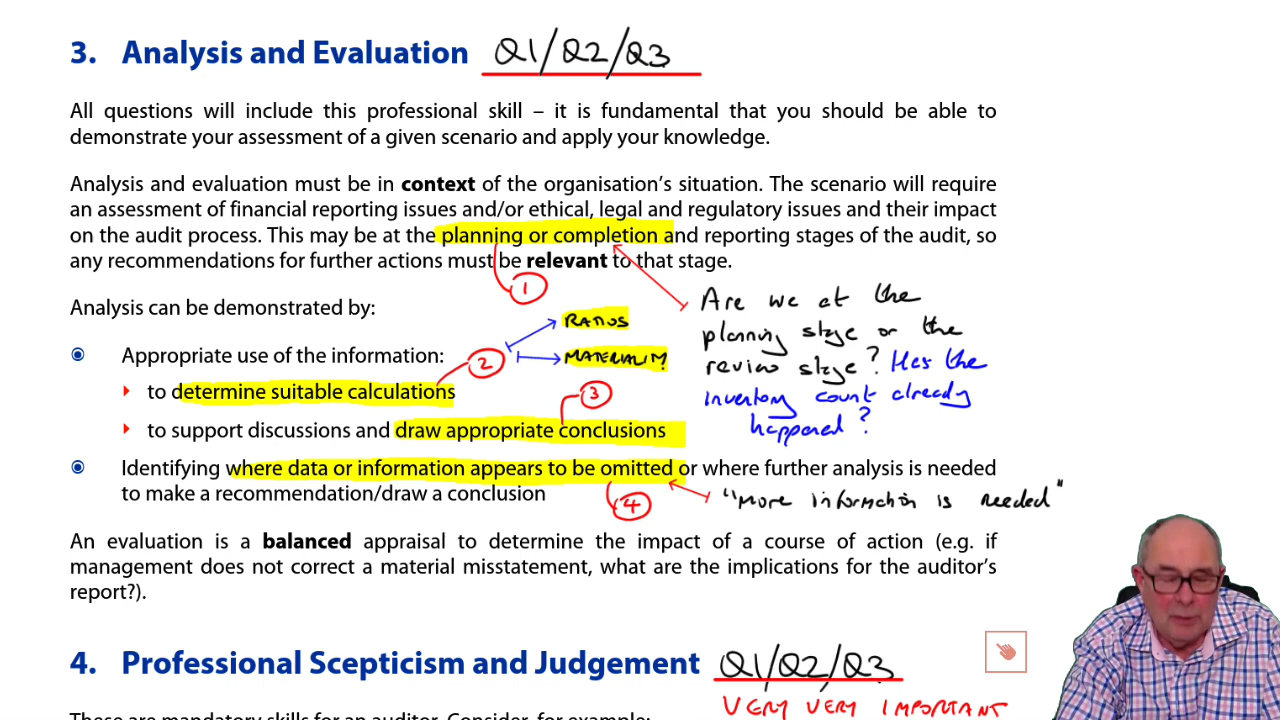 3. Analysis and Evaluation Q1/Q2/Q3
All questions will include this professional skill – it is fundamental that you should be able to
demonstrate your assessment of a given scenario and apply your knowledge.
Analysis and evaluation must be in context of the organisation's situation. The scenario will require
an assessment of financial reporting issues and/or ethical, legal and regulatory issues and their impact
on the audit process. This may be at the planning or completion and reporting stages of the audit, so
any recommendations for further actions must be relevant to that stage.
1
Are we at the
planning stage or the
review stage? Has the
inventory count already
happened?
Analysis can be demonstrated by:
RATIOS
Appropriate use of the information:
2
MATERIALITY
to determine suitable calculations
3
to support discussions and draw appropriate conclusions
Identifying where data or information appears to be omitted or where further analysis is needed
to make a recommendation/draw a conclusion
4
"More information is needed"
An evaluation is a balanced appraisal to determine the impact of a course of action (e.g. if
management does not correct a material misstatement, what are the implications for the auditor's
report?).
4. Professional Scepticism and Judgement Q1/Q2/Q3
VERY VERY IMPORTANT
These are mandatory skills for an auditor. Consider, for example: